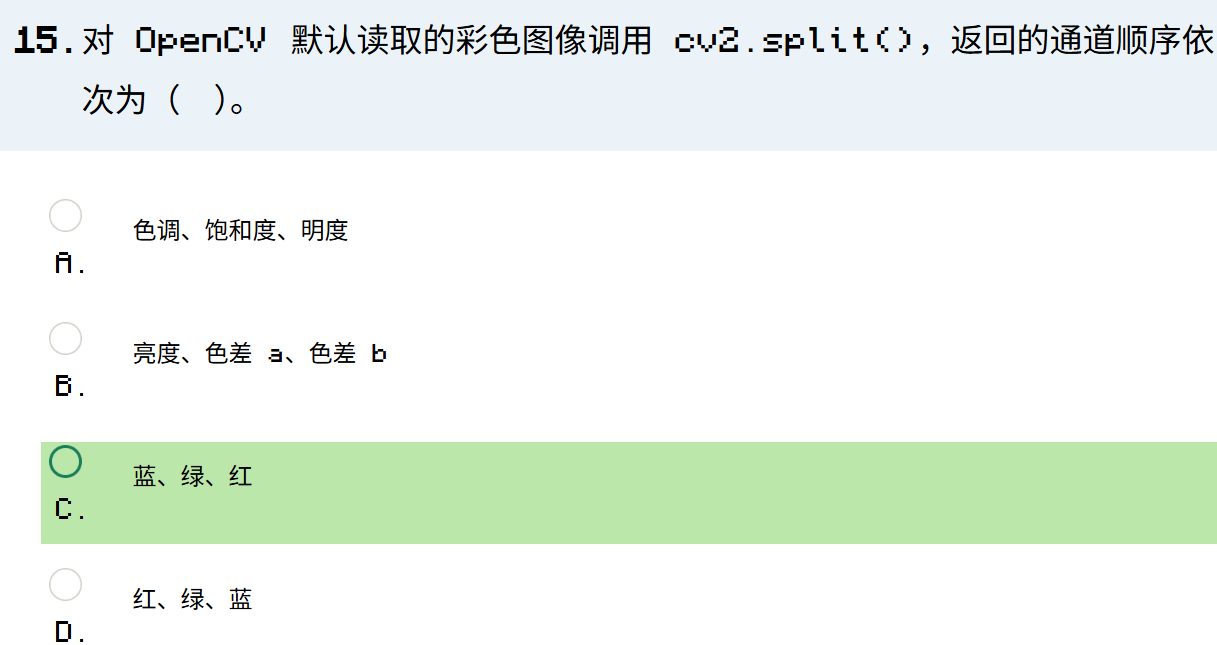 15.对 OpenCV 默认读取的彩色图像调用 cv2.split()，返回的通道顺序依
次为（ ）。
色调、饱和度、明度
A.
亮度、色差 a、色差 b
B.
蓝、绿、红
C.
红、绿、蓝
D.